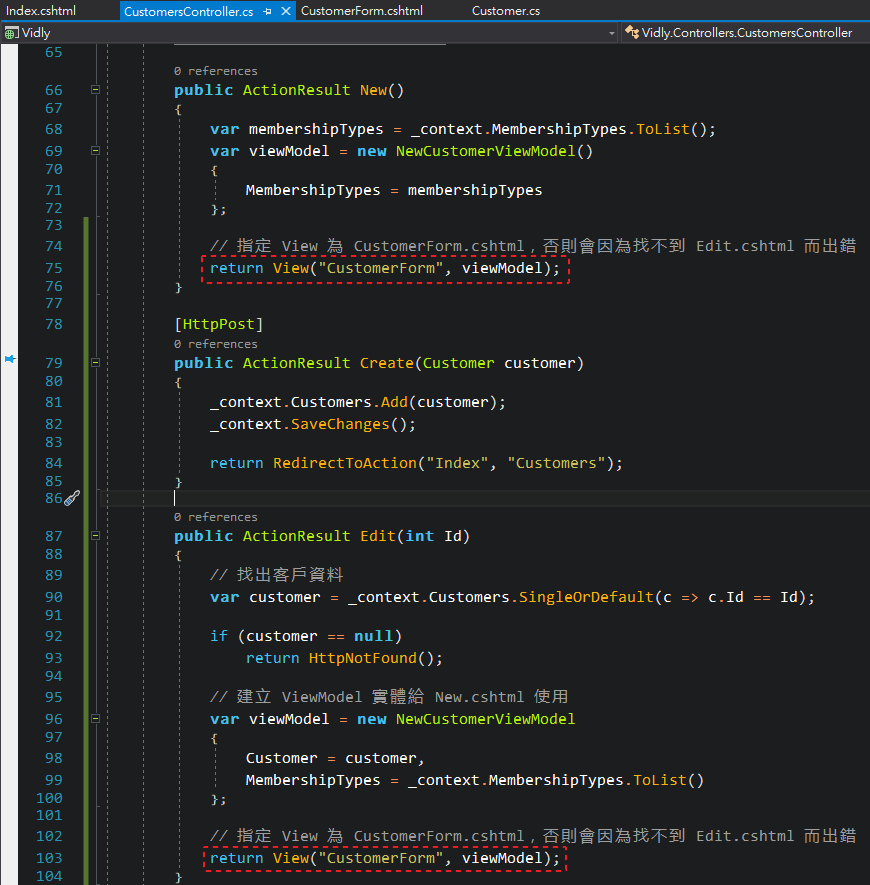 Index.cshtml CustomersController.cs CustomerForm.cshtml Customer.cs
Vidly Vidly.Controllers.CustomersController
65
0 references
66 public ActionResult New()
67 {
68 var membershipTypes = _context.MembershipTypes.ToList();
69 var viewModel = new NewCustomerViewModel()
70 {
71 MembershipTypes = membershipTypes
72 };
73
74 // 指定 View 為 CustomerForm.cshtml，否則會因為找不到 Edit.cshtml 而出錯
75 return View("CustomerForm", viewModel);
76 }
77
78 [HttpPost]
0 references
79 public ActionResult Create(Customer customer)
80 {
81 _context.Customers.Add(customer);
82 _context.SaveChanges();
83
84 return RedirectToAction("Index", "Customers");
85 }
86
0 references
87 public ActionResult Edit(int Id)
88 {
89 // 找出客戶資料
90 var customer = _context.Customers.SingleOrDefault(c => c.Id == Id);
91
92 if (customer == null)
93 return HttpNotFound();
94
95 // 建立 ViewModel 實體給 New.cshtml 使用
96 var viewModel = new NewCustomerViewModel
97 {
98 Customer = customer,
99 MembershipTypes = _context.MembershipTypes.ToList()
100 };
101
102 // 指定 View 為 CustomerForm.cshtml，否則會因為找不到 Edit.cshtml 而出錯
103 return View("CustomerForm", viewModel);
104 }